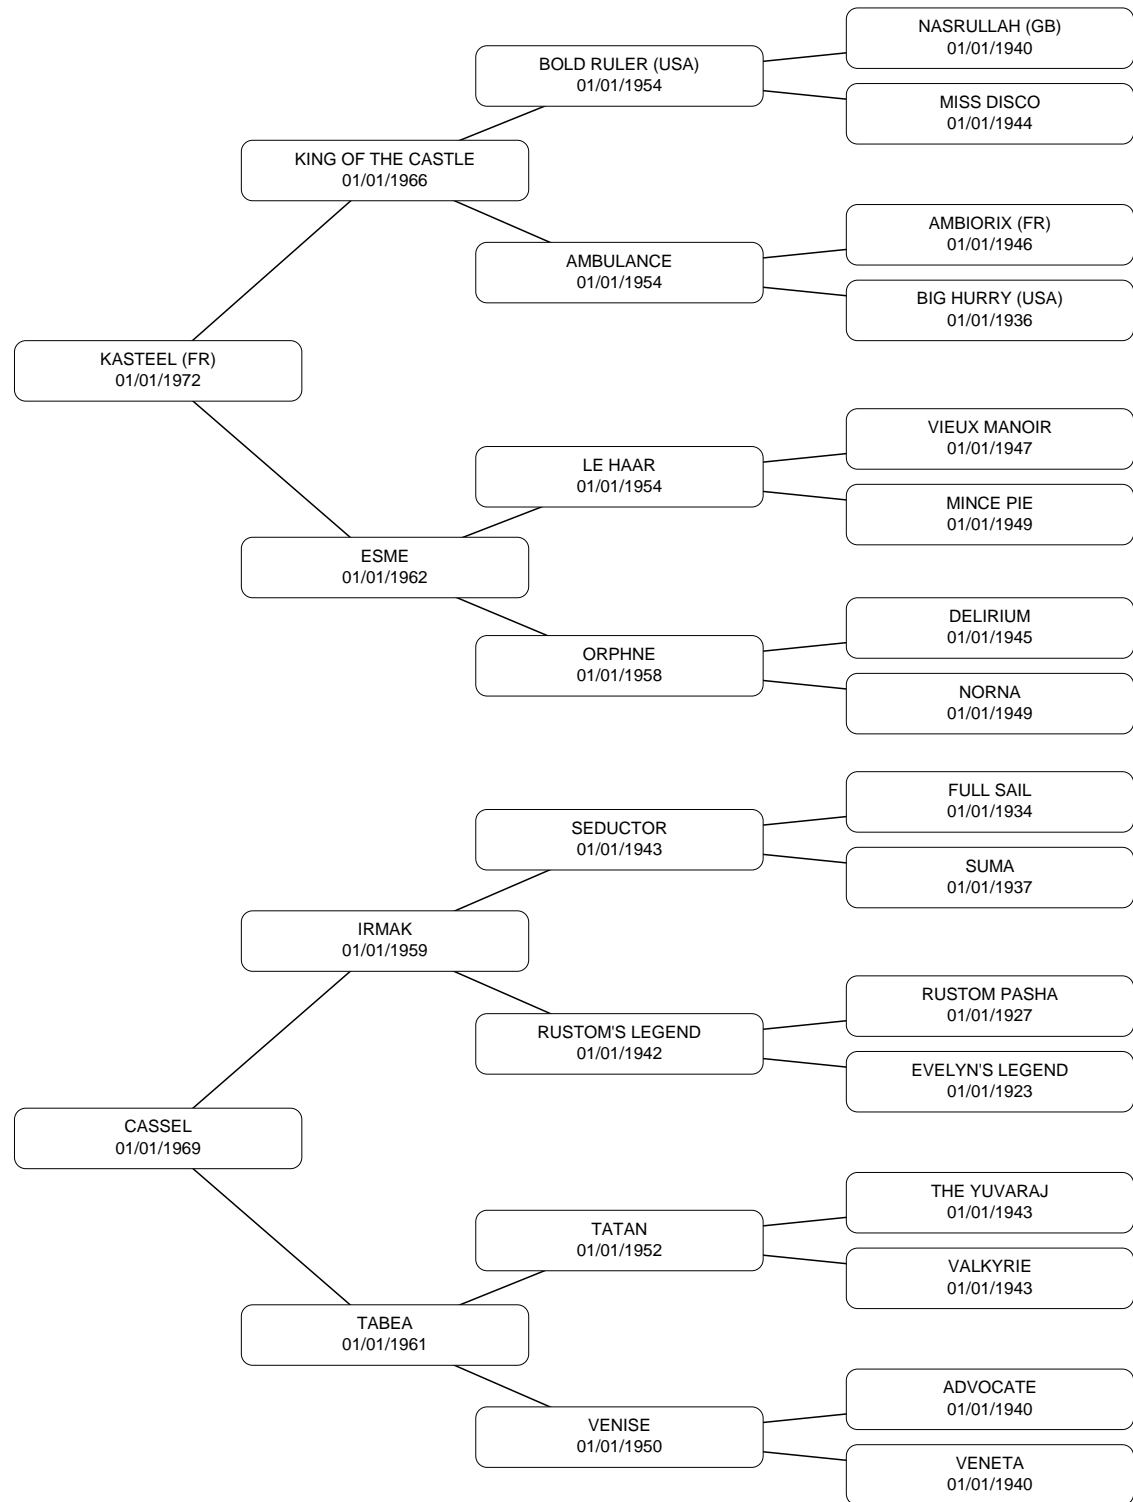 NASRULLAH (GB)
01/01/1940
BOLD RULER (USA)
01/01/1954
MISS DISCO
01/01/1944
KING OF THE CASTLE
01/01/1966
AMBIORIX (FR)
01/01/1946
AMBULANCE
01/01/1954
BIG HURRY (USA)
01/01/1936
KASTEEL (FR)
01/01/1972
VIEUX MANOIR
01/01/1947
LE HAAR
01/01/1954
MINCE PIE
01/01/1949
ESME
01/01/1962
DELIRIUM
01/01/1945
ORPHNE
01/01/1958
NORNA
01/01/1949
FULL SAIL
01/01/1934
SEDUCTOR
01/01/1943
SUMA
01/01/1937
IRMAK
01/01/1959
RUSTOM PASHA
01/01/1927
RUSTOM'S LEGEND
01/01/1942
EVELYN'S LEGEND
01/01/1923
CASSEL
01/01/1969
THE YUVARAJ
01/01/1943
TATAN
01/01/1952
VALKYRIE
01/01/1943
TABEA
01/01/1961
ADVOCATE
01/01/1940
VENISE
01/01/1950
VENETA
01/01/1940